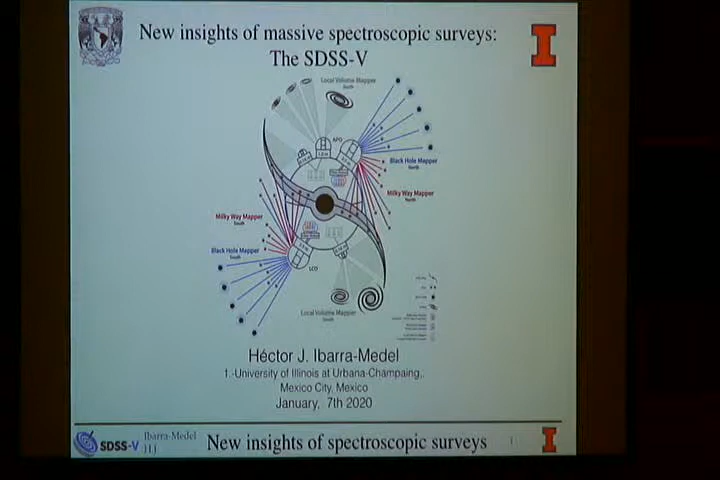 New insights of massive spectroscopic surveys:
The SDSS-V
Local Volume Mapper
North
APO
Black Hole Mapper
North
Milky Way Mapper
North
Milky Way Mapper
South
Black Hole Mapper
South
LCO
Local Volume Mapper
South
Héctor J. Ibarra-Medel
1.-University of Illinois at Urbana-Champaing,.
Mexico City, Mexico
January, 7th 2020
SDSS-V
Ibarra-Medel
HJ
New insights of spectroscopic surveys
1
I
I